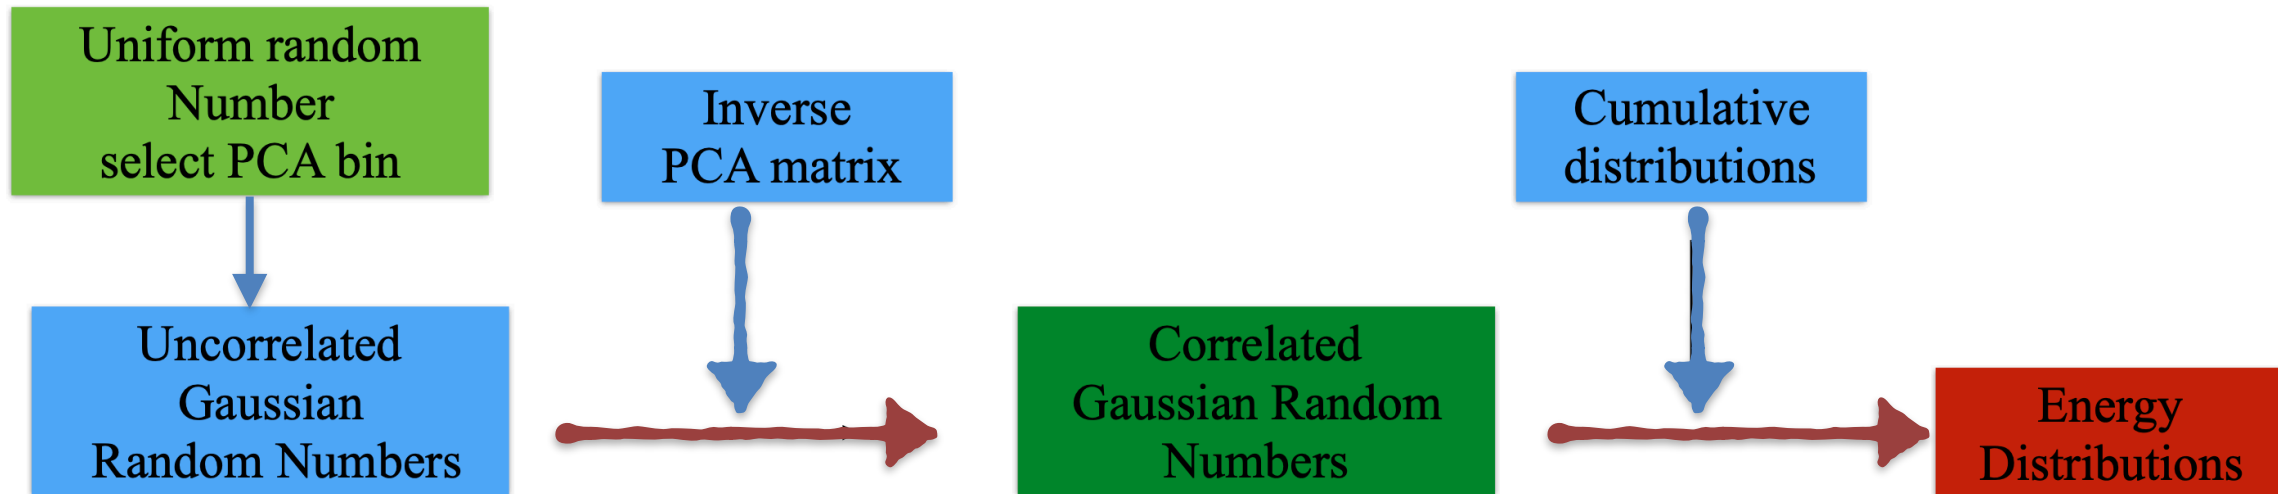 Uniform random
Number
select PCA bin
Inverse
PCA matrix
Cumulative
distributions
Uncorrelated
Gaussian
Random Numbers
Correlated
Gaussian Random
Numbers
Energy
Distributions